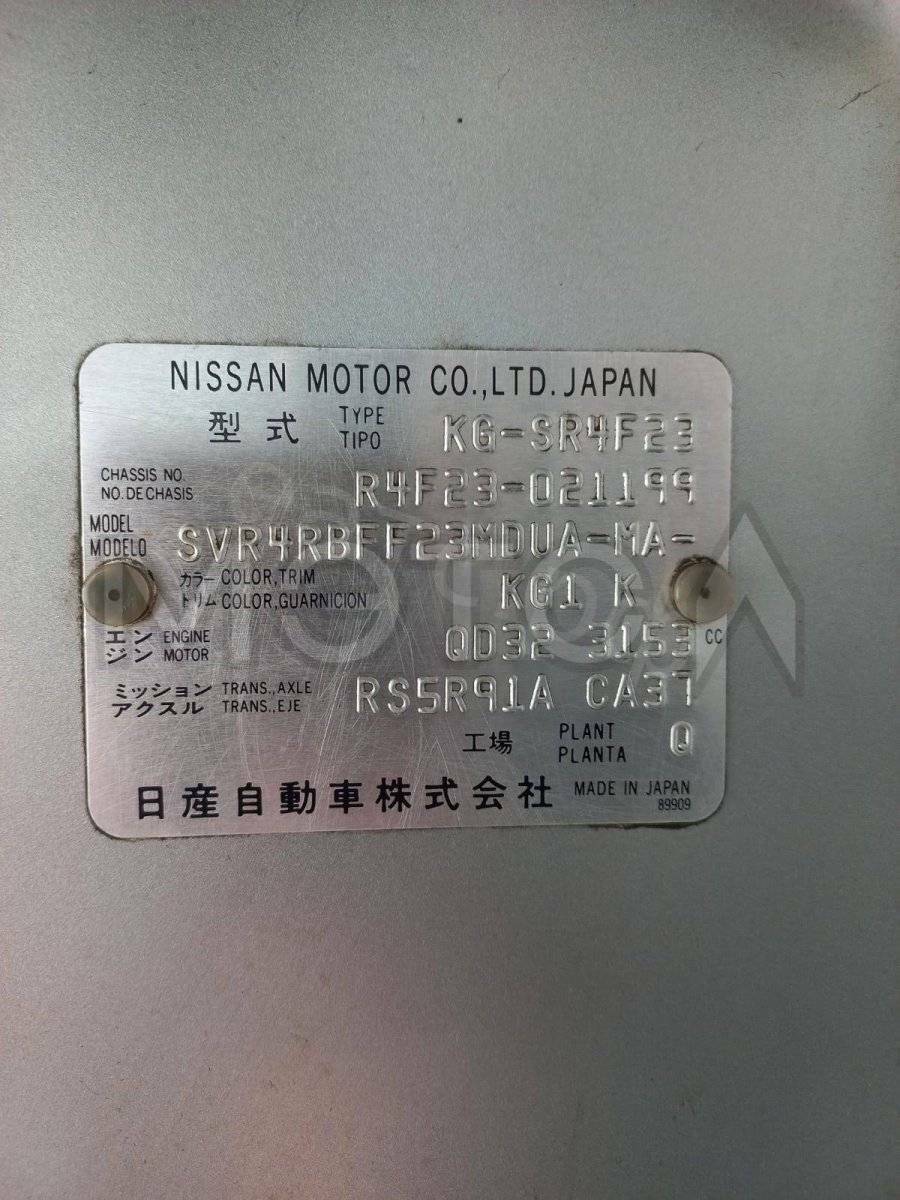 NISSAN MOTOR CO.,LTD. JAPAN
型式 TYPE TIPO KG-SR4F23
CHASSIS NO. NO. DE CHASIS R4F23-021199
MODEL MODELO SVR4RBFF23MDUA-MA-
カラー COLOR,TRIM トリム COLOR,GUARNICION KG1 K
エンジン ENGINE MOTOR QD32 3153 CC
ミッション TRANS.,AXLE アクスル TRANS.,EJE RS5R91A CA37
工場 PLANT PLANTA Q
日産自動車株式会社 MADE IN JAPAN
89909